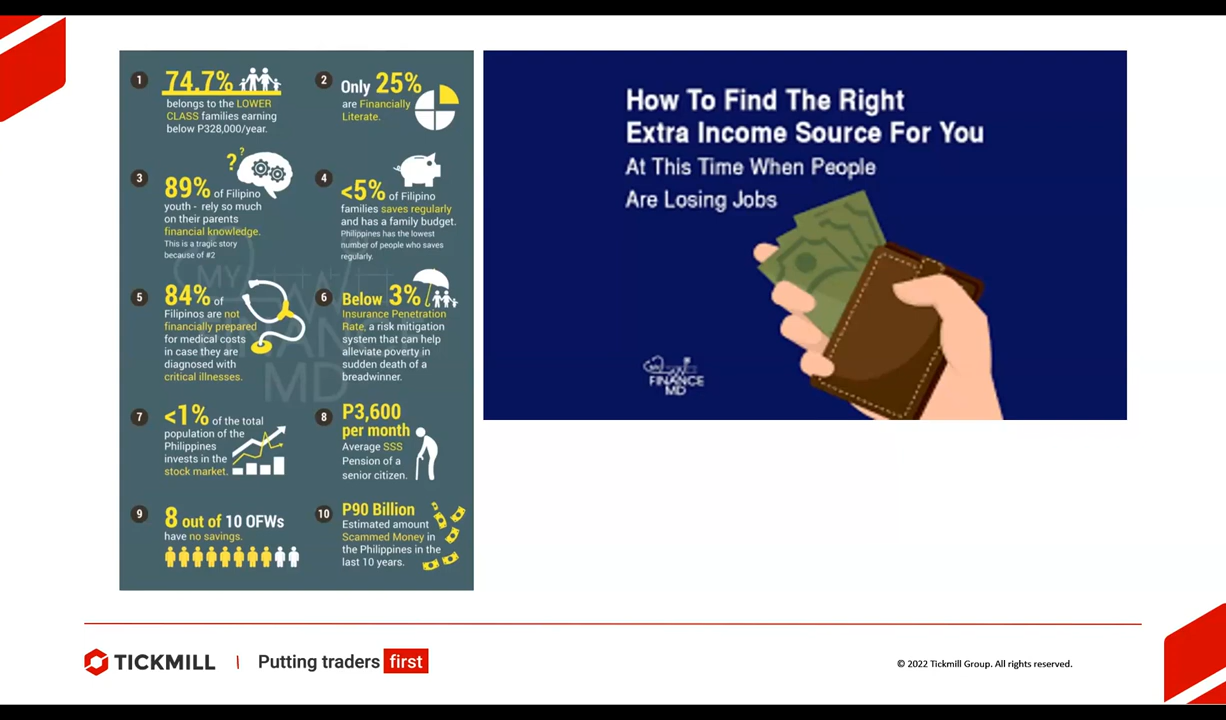 1
74.7%
belongs to the LOWER
CLASS families earning
below P328,000/year.
2
Only 25%
are Financially
Literate.
3
? ?
89% of Filipino
youth - rely so much
on their parents
financial knowledge.
This is a tragic story
because of #2
4
<5% of Filipino
families saves regularly
and has a family budget.
Philippines has the lowest
number of people who saves
regularly.
5
84% of
Filipinos are not
financially prepared
for medical costs
in case they are
diagnosed with
critical illnesses.
6
Below 3%
Insurance Penetration
Rate, a risk mitigation
system that can help
alleviate poverty in
sudden death of a
breadwinner.
7
<1% of the total
population of the
Philippines
invests in the
stock market.
8
P3,600
per month
Average SSS
Pension of a
senior citizen.
9
8 out of 10 OFWs
have no savings.
10
P90 Billion
Estimated amount
Scammed Money in
the Philippines in the
last 10 years.
How To Find The Right
Extra Income Source For You
At This Time When People
Are Losing Jobs
MY
FINANCE
MD
TICKMILL | Putting traders first
© 2022 Tickmill Group. All rights reserved.